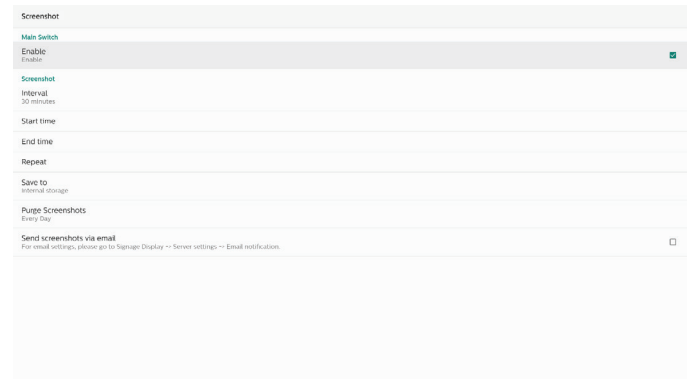 Screenshot
Main Switch
Enable
Enable
Screenshot
Interval
30 minutes
Start time
End time
Repeat
Save to
Internal storage
Purge Screenshots
Every Day
Send screenshots via email
For email settings, please go to Signage Display -> Server settings -> Email notification.